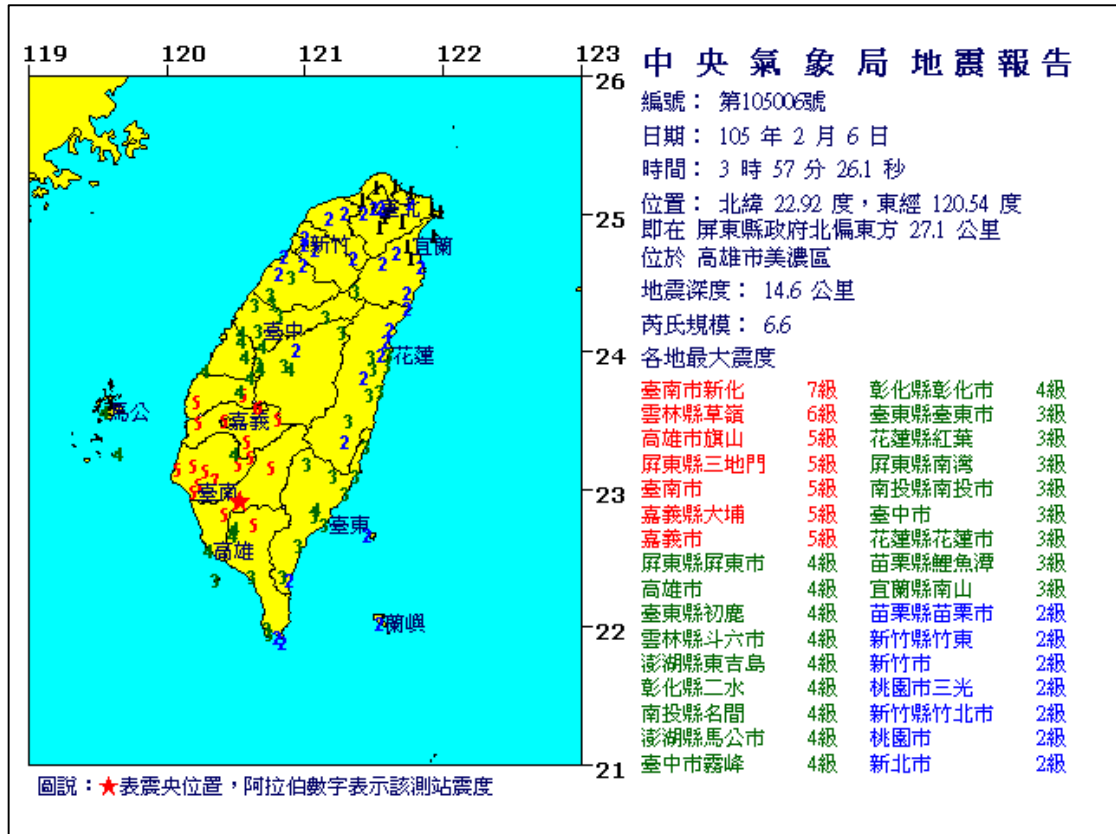 119 120 121 122 123
26
25
24
23
22
21
臺北
新竹
宜蘭
臺中
花蓮
馬公
嘉義
臺南
臺東
高雄
蘭嶼
圖說：★表震央位置，阿拉伯數字表示該測站震度
中央氣象局地震報告
編號： 第105006號
日期： 105 年 2 月 6 日
時間： 3 時 57 分 26.1 秒
位置： 北緯 22.92 度，東經 120.54 度
即在 屏東縣政府北偏東方 27.1 公里
位於 高雄市美濃區
地震深度： 14.6 公里
芮氏規模： 6.6
各地最大震度
臺南市新化 7級 彰化縣彰化市 4級
雲林縣草嶺 6級 臺東縣臺東市 3級
高雄市旗山 5級 花蓮縣紅葉 3級
屏東縣三地門 5級 屏東縣南灣 3級
臺南市 5級 南投縣南投市 3級
嘉義縣大埔 5級 臺中市 3級
嘉義市 5級 花蓮縣花蓮市 3級
屏東縣屏東市 4級 苗栗縣鯉魚潭 3級
高雄市 4級 宜蘭縣南山 3級
臺東縣初鹿 4級 苗栗縣苗栗市 2級
雲林縣斗六市 4級 新竹縣竹東 2級
澎湖縣東吉島 4級 新竹市 2級
彰化縣二水 4級 桃園市三光 2級
南投縣名間 4級 新竹縣竹北市 2級
澎湖縣馬公市 4級 桃園市 2級
臺中市霧峰 4級 新北市 2級